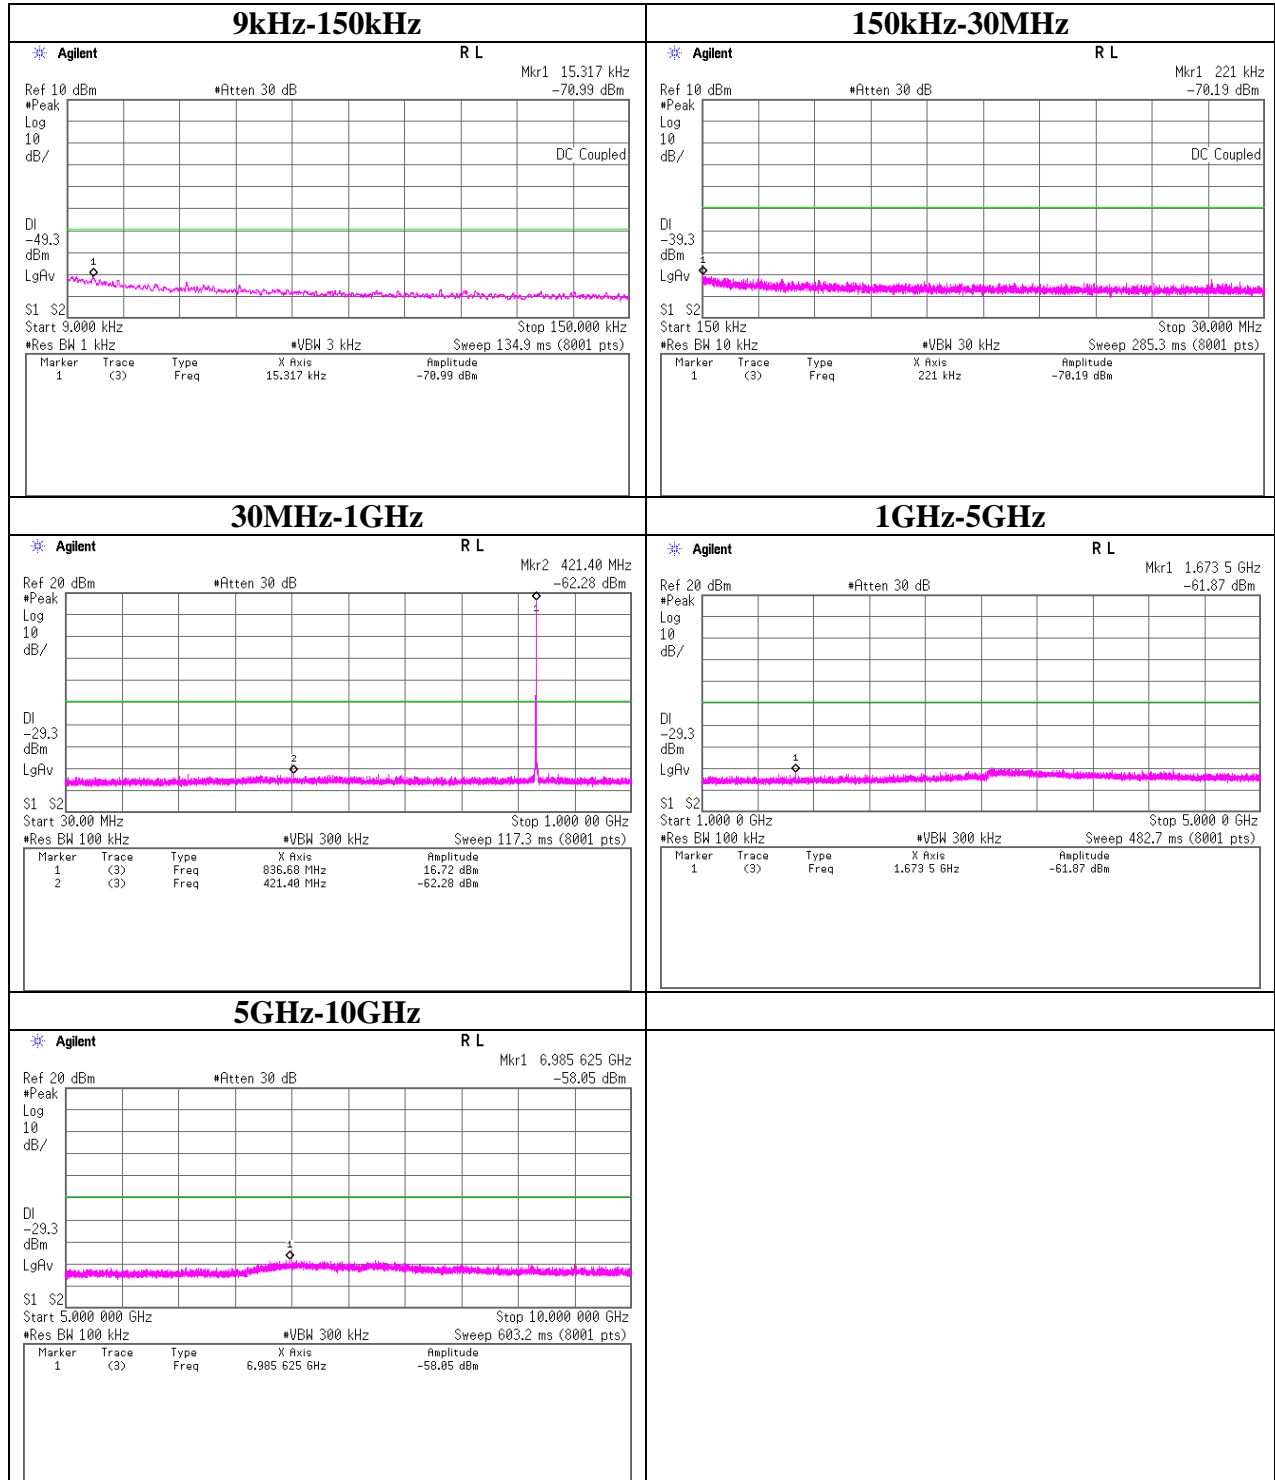 9kHz-150kHz
Agilent R L
Mkr1 15.317 kHz
Ref 10 dBm #Atten 30 dB -70.99 dBm
#Peak
Log
10
dB/
DC Coupled
DI
-49.3
dBm
LgAv
1
S1 S2
Start 9.000 kHz Stop 150.000 kHz
#Res BW 1 kHz #VBW 3 kHz Sweep 134.9 ms (8001 pts)
Marker Trace Type X Axis Amplitude
1 (3) Freq 15.317 kHz -70.99 dBm
150kHz-30MHz
Agilent R L
Mkr1 221 kHz
Ref 10 dBm #Atten 30 dB -70.19 dBm
#Peak
Log
10
dB/
DC Coupled
DI
-39.3
dBm
LgAv
1
S1 S2
Start 150 kHz Stop 30.000 MHz
#Res BW 10 kHz #VBW 30 kHz Sweep 285.3 ms (8001 pts)
Marker Trace Type X Axis Amplitude
1 (3) Freq 221 kHz -70.19 dBm
30MHz-1GHz
Agilent R L
Mkr2 421.40 MHz
Ref 20 dBm #Atten 30 dB -62.28 dBm
#Peak
Log
10
dB/
1
DI
-29.3
dBm
LgAv
2
S1 S2
Start 30.00 MHz Stop 1.000 00 GHz
#Res BW 100 kHz #VBW 300 kHz Sweep 117.3 ms (8001 pts)
Marker Trace Type X Axis Amplitude
1 (3) Freq 836.68 MHz 16.72 dBm
2 (3) Freq 421.40 MHz -62.28 dBm
1GHz-5GHz
Agilent R L
Mkr1 1.673 5 GHz
Ref 20 dBm #Atten 30 dB -61.87 dBm
#Peak
Log
10
dB/
DI
-29.3
dBm
LgAv
1
S1 S2
Start 1.000 0 GHz Stop 5.000 0 GHz
#Res BW 100 kHz #VBW 300 kHz Sweep 482.7 ms (8001 pts)
Marker Trace Type X Axis Amplitude
1 (3) Freq 1.673 5 GHz -61.87 dBm
5GHz-10GHz
Agilent R L
Mkr1 6.985 625 GHz
Ref 20 dBm #Atten 30 dB -58.05 dBm
#Peak
Log
10
dB/
DI
-29.3
dBm
LgAv
1
S1 S2
Start 5.000 000 GHz Stop 10.000 000 GHz
#Res BW 100 kHz #VBW 300 kHz Sweep 603.2 ms (8001 pts)
Marker Trace Type X Axis Amplitude
1 (3) Freq 6.985 625 GHz -58.05 dBm